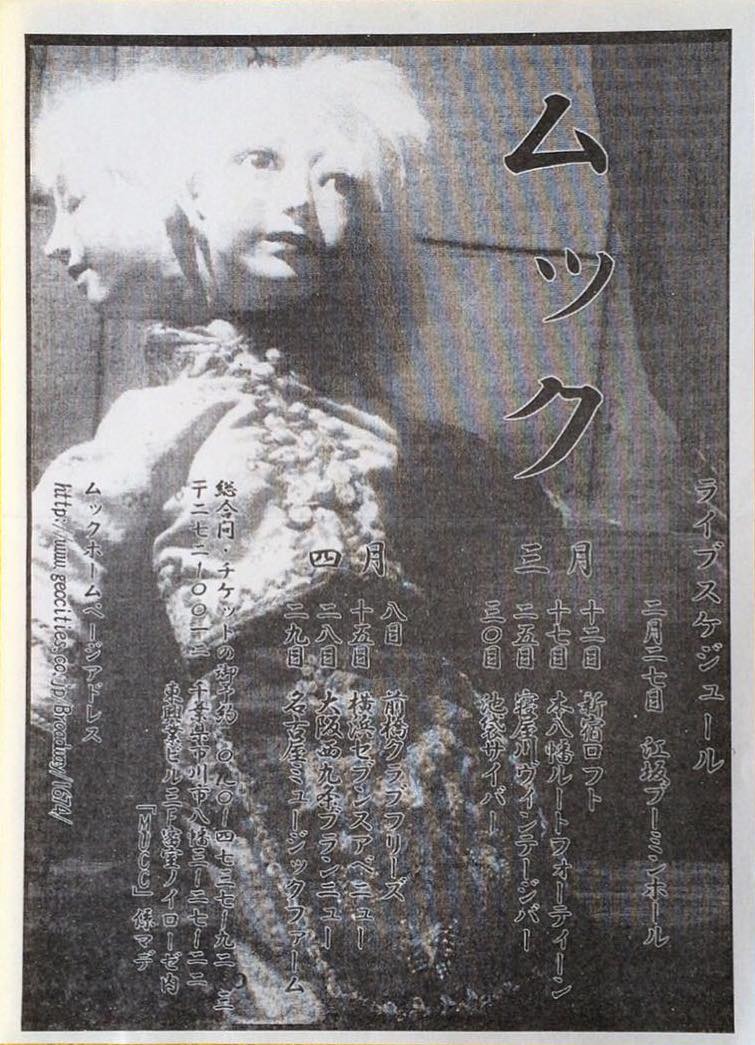 ムック
ライブスケジュール
二月二七日 江坂ブーミンホール
三月
十二日 新宿ロフト
十七日 本八幡ルートフォーティーン
二五日 寝屋川ヴィンテージバー
三〇日 池袋サイバー
四月
八日 前橋クラブフリーズ
十五日 横浜セブンスアベニュー
二八日 大阪西九条ブランニュー
二九日 名古屋ミュージックファーム
総合問・チケットの御予約 〇九〇-四七三七-九二
〒二七二-〇〇 千葉県市川市八幡三-二七-二二
東興業ビル三F密室ノイローゼ内
『MUCC』係マデ
ムックホームページアドレス
http://www.geocities.co.jp/Broadway/1674/